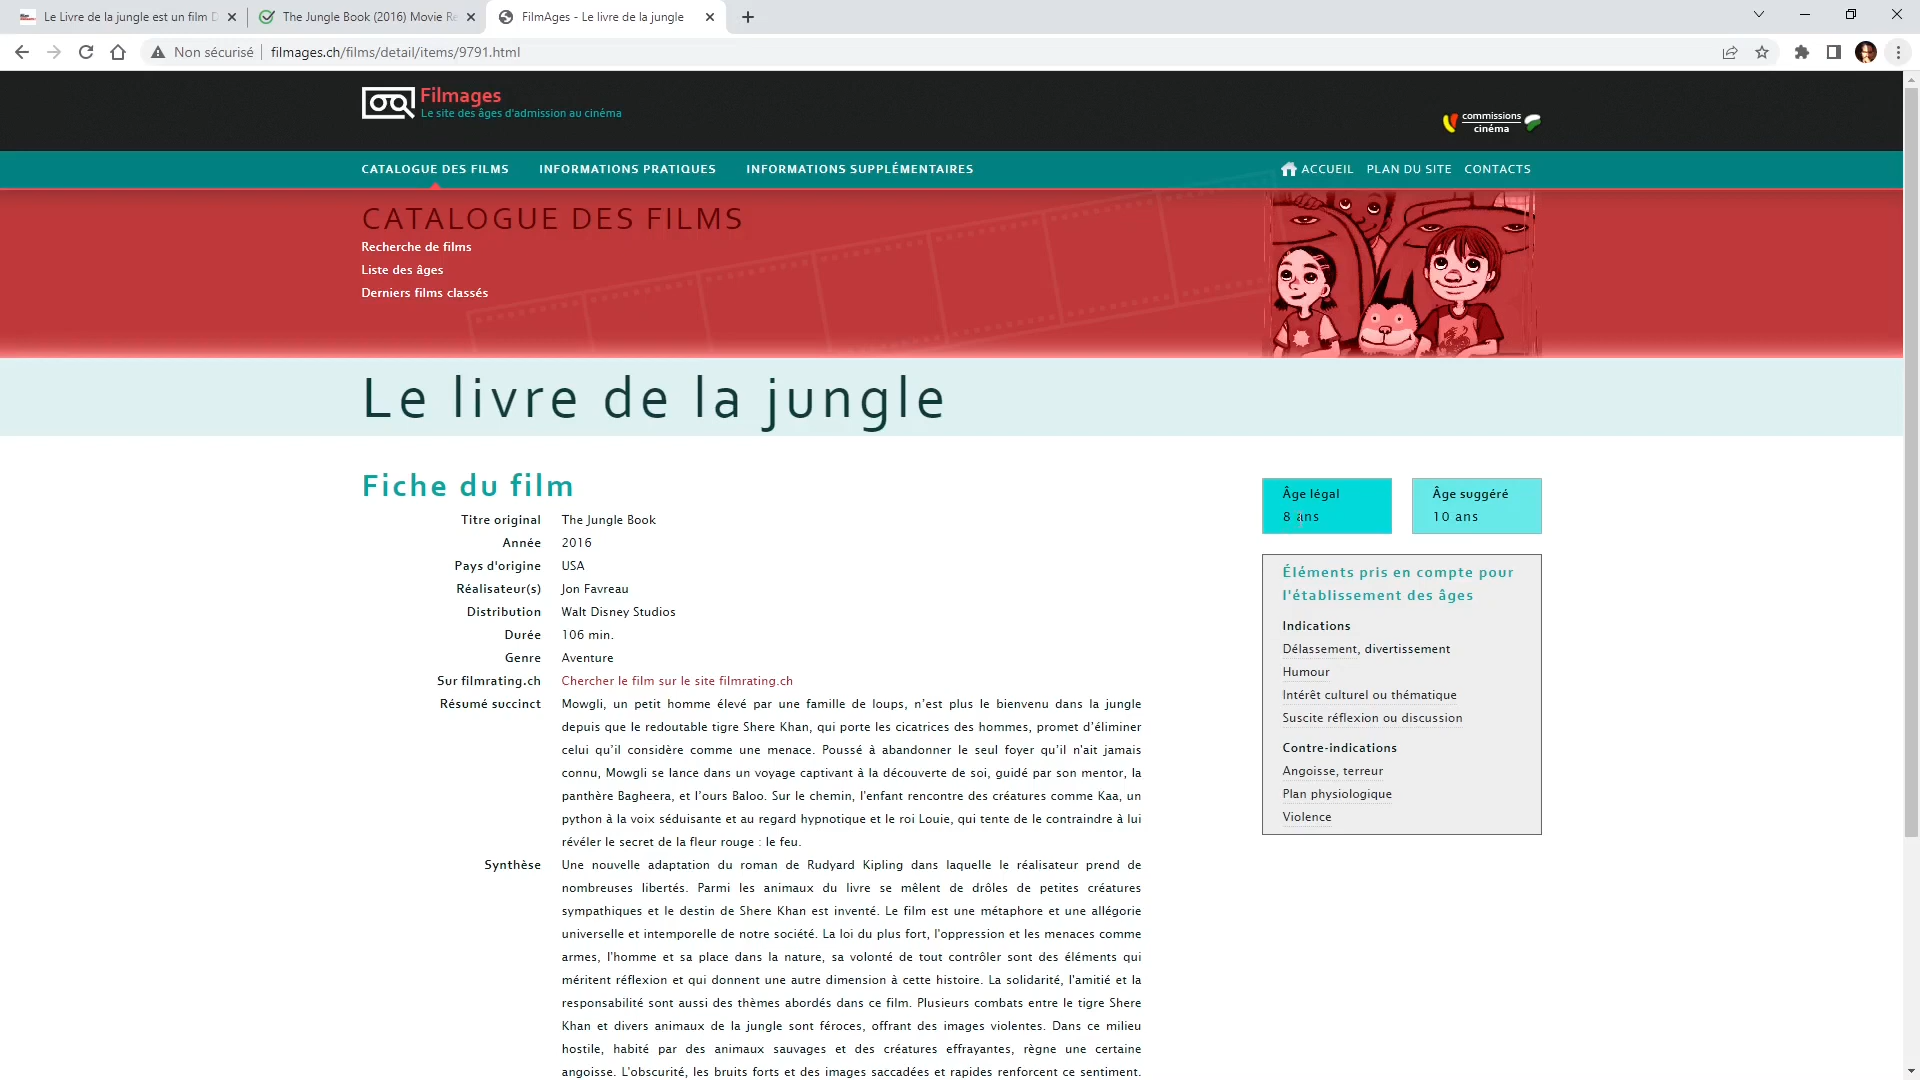 Le Livre de la jungle est un film D
The Jungle Book (2016) Movie Re
FilmAges - Le livre de la jungle
Non sécurisé
filmages.ch/films/detail/items/9791.html
Filmages
Le site des âges d'admission au cinéma
commissions
cinéma
CATALOGUE DES FILMS
INFORMATIONS PRATIQUES
INFORMATIONS SUPPLÉMENTAIRES
ACCUEIL
PLAN DU SITE
CONTACTS
CATALOGUE DES FILMS
Recherche de films
Liste des âges
Derniers films classés
Le livre de la jungle
Fiche du film
Titre original The Jungle Book
Année 2016
Pays d'origine USA
Réalisateur(s) Jon Favreau
Distribution Walt Disney Studios
Durée 106 min.
Genre Aventure
Sur filmrating.ch Chercher le film sur le site filmrating.ch
Résumé succinct Mowgli, un petit homme élevé par une famille de loups, n’est plus le bienvenu dans la jungle
depuis que le redoutable tigre Shere Khan, qui porte les cicatrices des hommes, promet d’éliminer
celui qu’il considère comme une menace. Poussé à abandonner le seul foyer qu’il n'ait jamais
connu, Mowgli se lance dans un voyage captivant à la découverte de soi, guidé par son mentor, la
panthère Bagheera, et l’ours Baloo. Sur le chemin, l'enfant rencontre des créatures comme Kaa, un
python à la voix séduisante et au regard hypnotique et le roi Louie, qui tente de le contraindre à lui
révéler le secret de la fleur rouge : le feu.
Synthèse Une nouvelle adaptation du roman de Rudyard Kipling dans laquelle le réalisateur prend de
nombreuses libertés. Parmi les animaux du livre se mêlent de drôles de petites créatures
sympathiques et le destin de Shere Khan est inventé. Le film est une métaphore et une allégorie
universelle et intemporelle de notre société. La loi du plus fort, l'oppression et les menaces comme
armes, l'homme et sa place dans la nature, sa volonté de tout contrôler sont des éléments qui
méritent réflexion et qui donnent une autre dimension à cette histoire. La solidarité, l'amitié et la
responsabilité sont aussi des thèmes abordés dans ce film. Plusieurs combats entre le tigre Shere
Khan et divers animaux de la jungle sont féroces, offrant des images violentes. Dans ce milieu
hostile, habité par des animaux sauvages et des créatures effrayantes, règne une certaine
angoisse. L'obscurité, les bruits forts et des images saccadées et rapides renforcent ce sentiment.
Âge légal
8 ans
Âge suggéré
10 ans
Éléments pris en compte pour
l'établissement des âges
Indications
Délassement, divertissement
Humour
Intérêt culturel ou thématique
Suscite réflexion ou discussion
Contre-indications
Angoisse, terreur
Plan physiologique
Violence